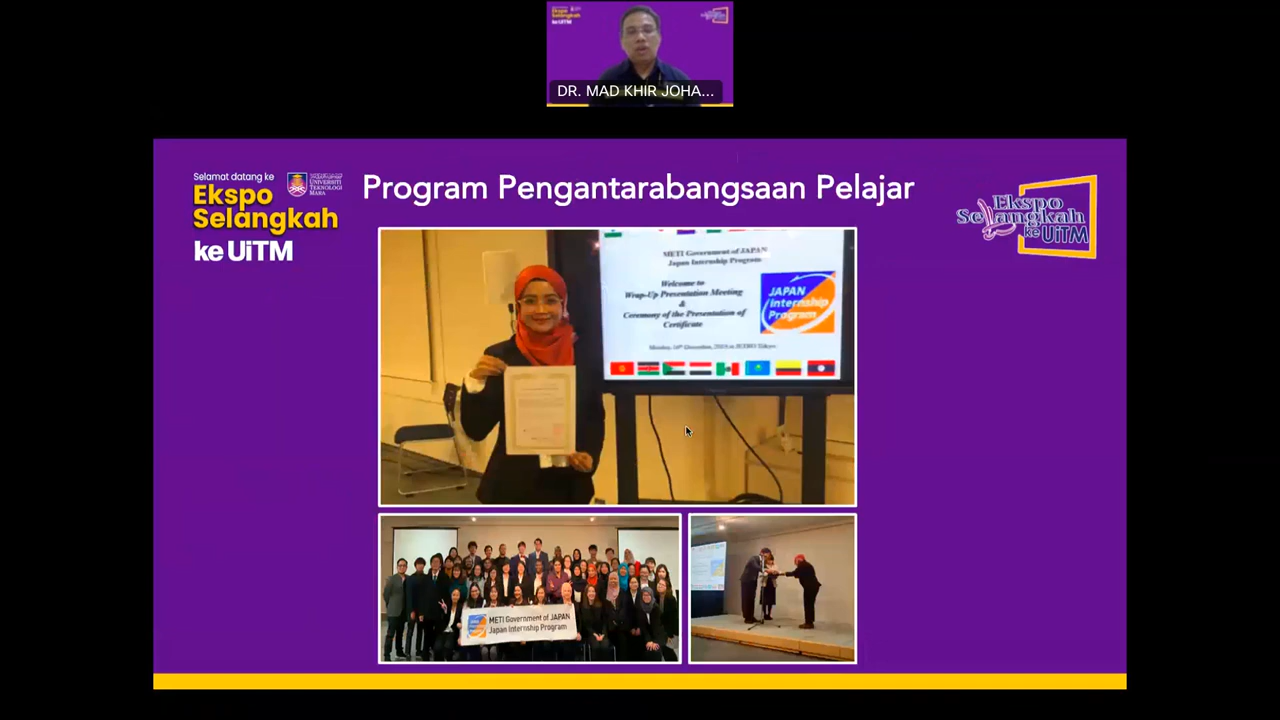 Ekspo
Selangkah
ke UiTM
DR. MAD KHIR JOHA...
Selamat datang ke
Ekspo
Selangkah
ke UiTM
UNIVERSITI
TEKNOLOGI
MARA
Program Pengantarabangsaan Pelajar
Ekspo
Selangkah
ke UiTM
METI Government of JAPAN
Japan Internship Program
Welcome to
Wrap-Up Presentation Meeting
&
Ceremony of the Presentation of
Certificate
JAPAN
Internship
Program
METI Government of JAPAN
Japan Internship Program